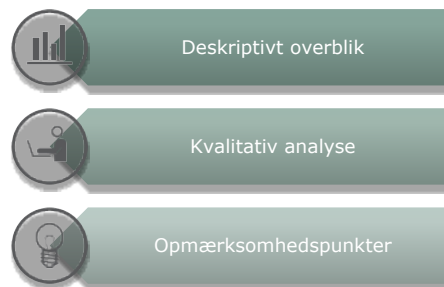 Deskriptivt overblik
Kvalitativ analyse
Opmærksomhedspunkter